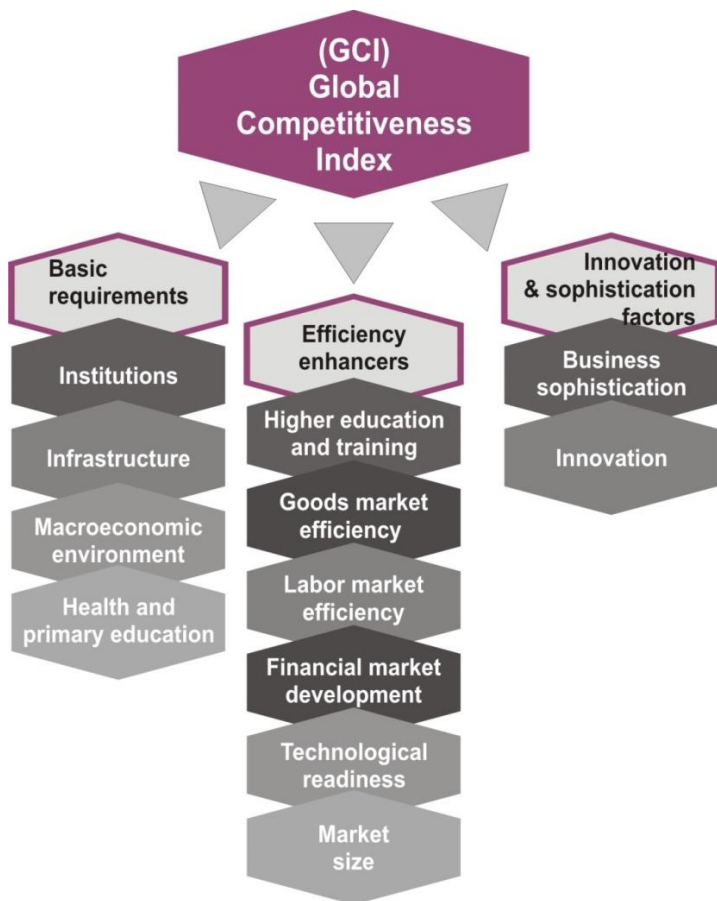 (GCI)
Global
Competitiveness
Index
Basic
requirements
Institutions
Infrastructure
Macroeconomic
environment
Health and
primary education
Efficiency
enhancers
Higher education
and training
Goods market
efficiency
Labor market
efficiency
Financial market
development
Technological
readiness
Market
size
Innovation
& sophistication
factors
Business
sophistication
Innovation